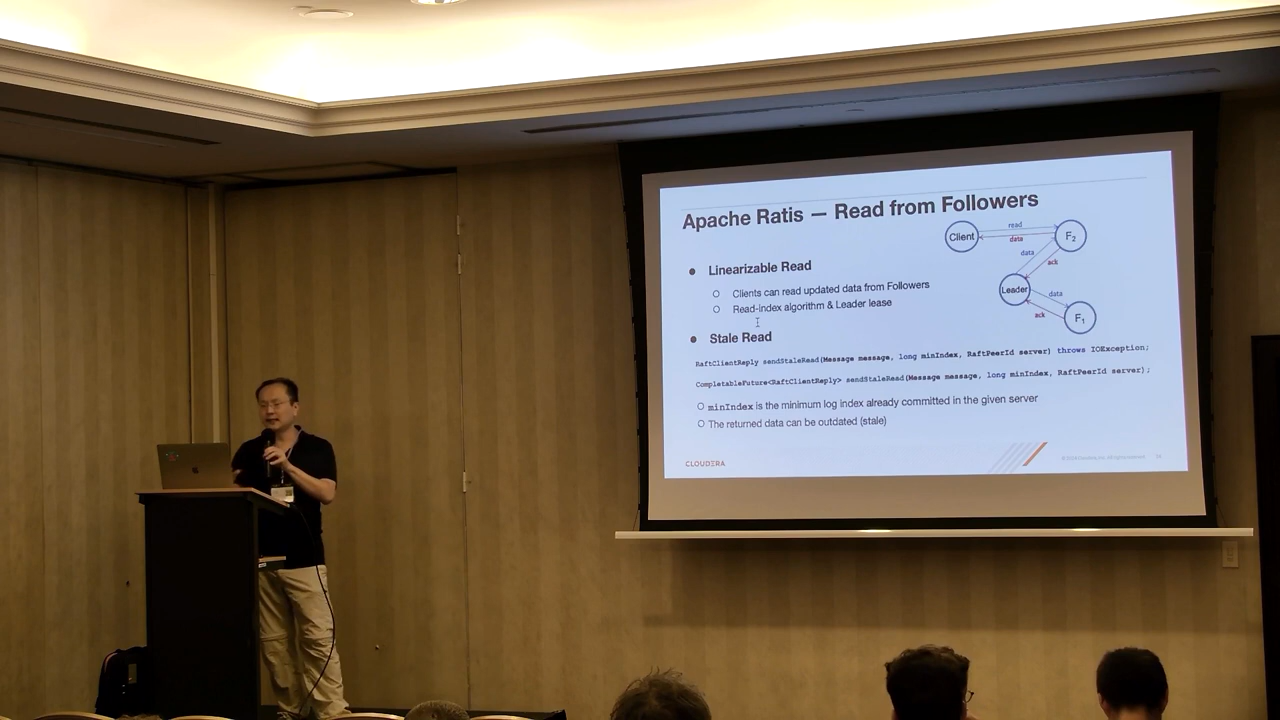 Apache Ratis — Read from Followers
Client
read
data
F2
data
ack
Leader
data
ack
F1
● Linearizable Read
○ Clients can read updated data from Followers
○ Read-index algorithm & Leader lease
● Stale Read
RaftClientReply sendStaleRead(Message message, long minIndex, RaftPeerId server) throws IOException;
CompletableFuture<RaftClientReply> sendStaleRead(Message message, long minIndex, RaftPeerId server);
○ minIndex is the minimum log index already committed in the given server
○ The returned data can be outdated (stale)
CLOUDERA